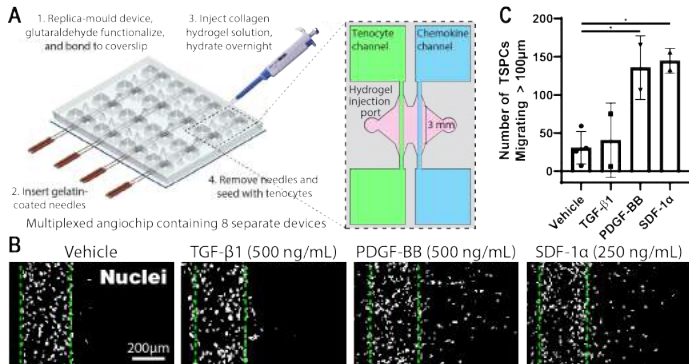 A
1. Replica-mould device,
glutaraldehyde functionalize,
and bond to coverslip
3. Inject collagen
hydrogel solution,
hydrate overnight
2. Insert gelatin-
coated needles
4. Remove needles and
seed with tenocytes
Multiplexed angiochip containing 8 separate devices
Tenocyte
channel
Chemokine
channel
Hydrogel
injection
port
3 mm
C
Number of TSPCs
Migrating > 100μm
200
150
100
50
0
Vehicle
TGF-β1
PDGF-BB
SDF-1α
*
*
B
Vehicle
TGF-β1 (500 ng/mL)
PDGF-BB (500 ng/mL)
SDF-1α (250 ng/mL)
Nuclei
200μm